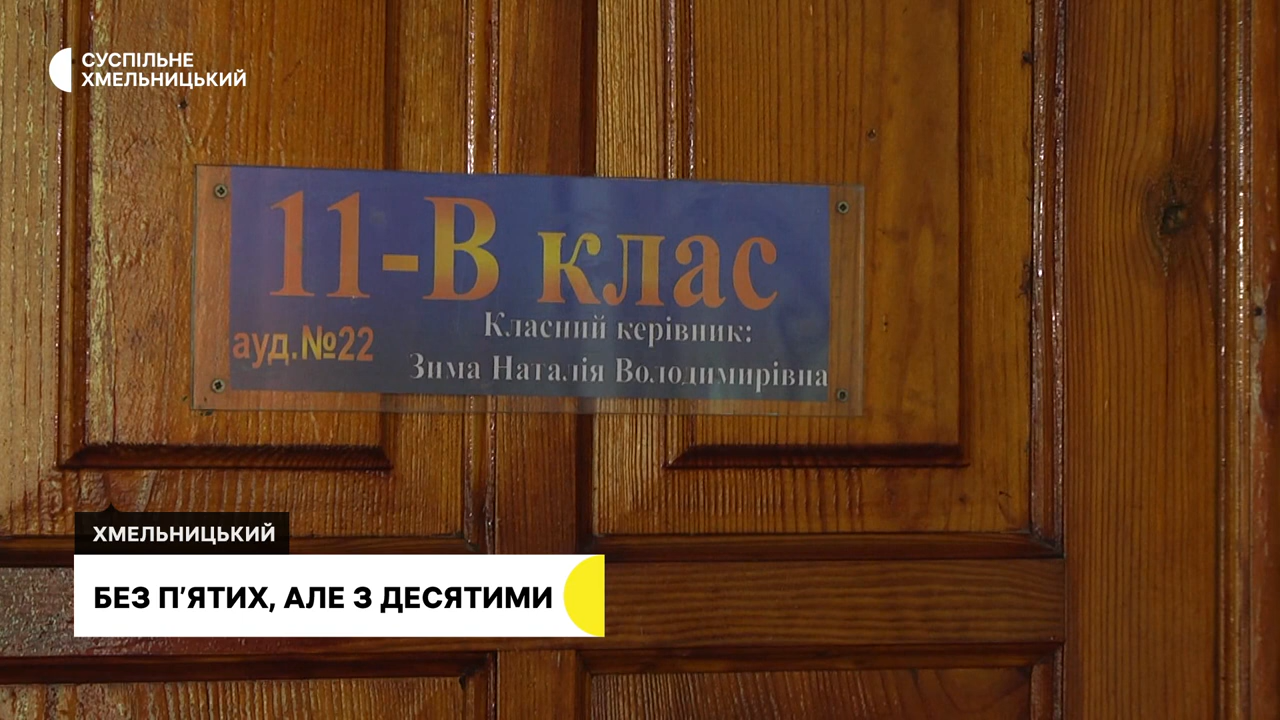 СУСПІЛЬНЕ
ХМЕЛЬНИЦЬКИЙ
11-В клас
Класний керівник:
ауд.№22
Зима Наталія Володимирівна
ХМЕЛЬНИЦЬКИЙ
БЕЗ П'ЯТИХ, АЛЕ З ДЕСЯТИМИ